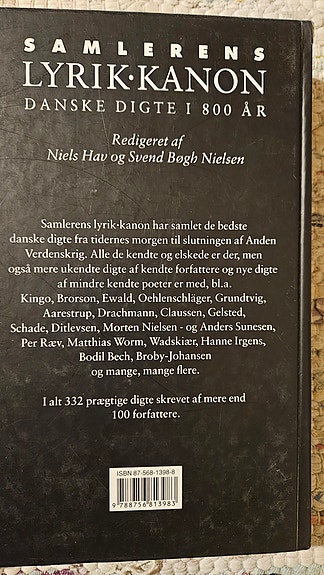 SAMLERENS
LYRIK·KANON
DANSKE DIGTE I 800 ÅR
Redigeret af
Niels Hav og Svend Bøgh Nielsen
Samlerens lyrik·kanon har samlet de bedste
danske digte fra tidernes morgen til slutningen af Anden
Verdenskrig. Alle de kendte og elskede er der, men
også mere ukendte digte af kendte forfattere og nye digte
af mindre kendte poeter er med, bl.a.
Kingo, Brorson, Ewald, Oehlenschläger, Grundtvig,
Aarestrup, Drachmann, Claussen, Gelsted,
Schade, Ditlevsen, Morten Nielsen - og Anders Sunesen,
Per Ræv, Matthias Worm, Wadskiær, Hanne Irgens,
Bodil Bech, Broby-Johansen
og mange, mange flere.
I alt 332 prægtige digte skrevet af mere end
100 forfattere.
ISBN 87-568-1398-8
9 788756 813983